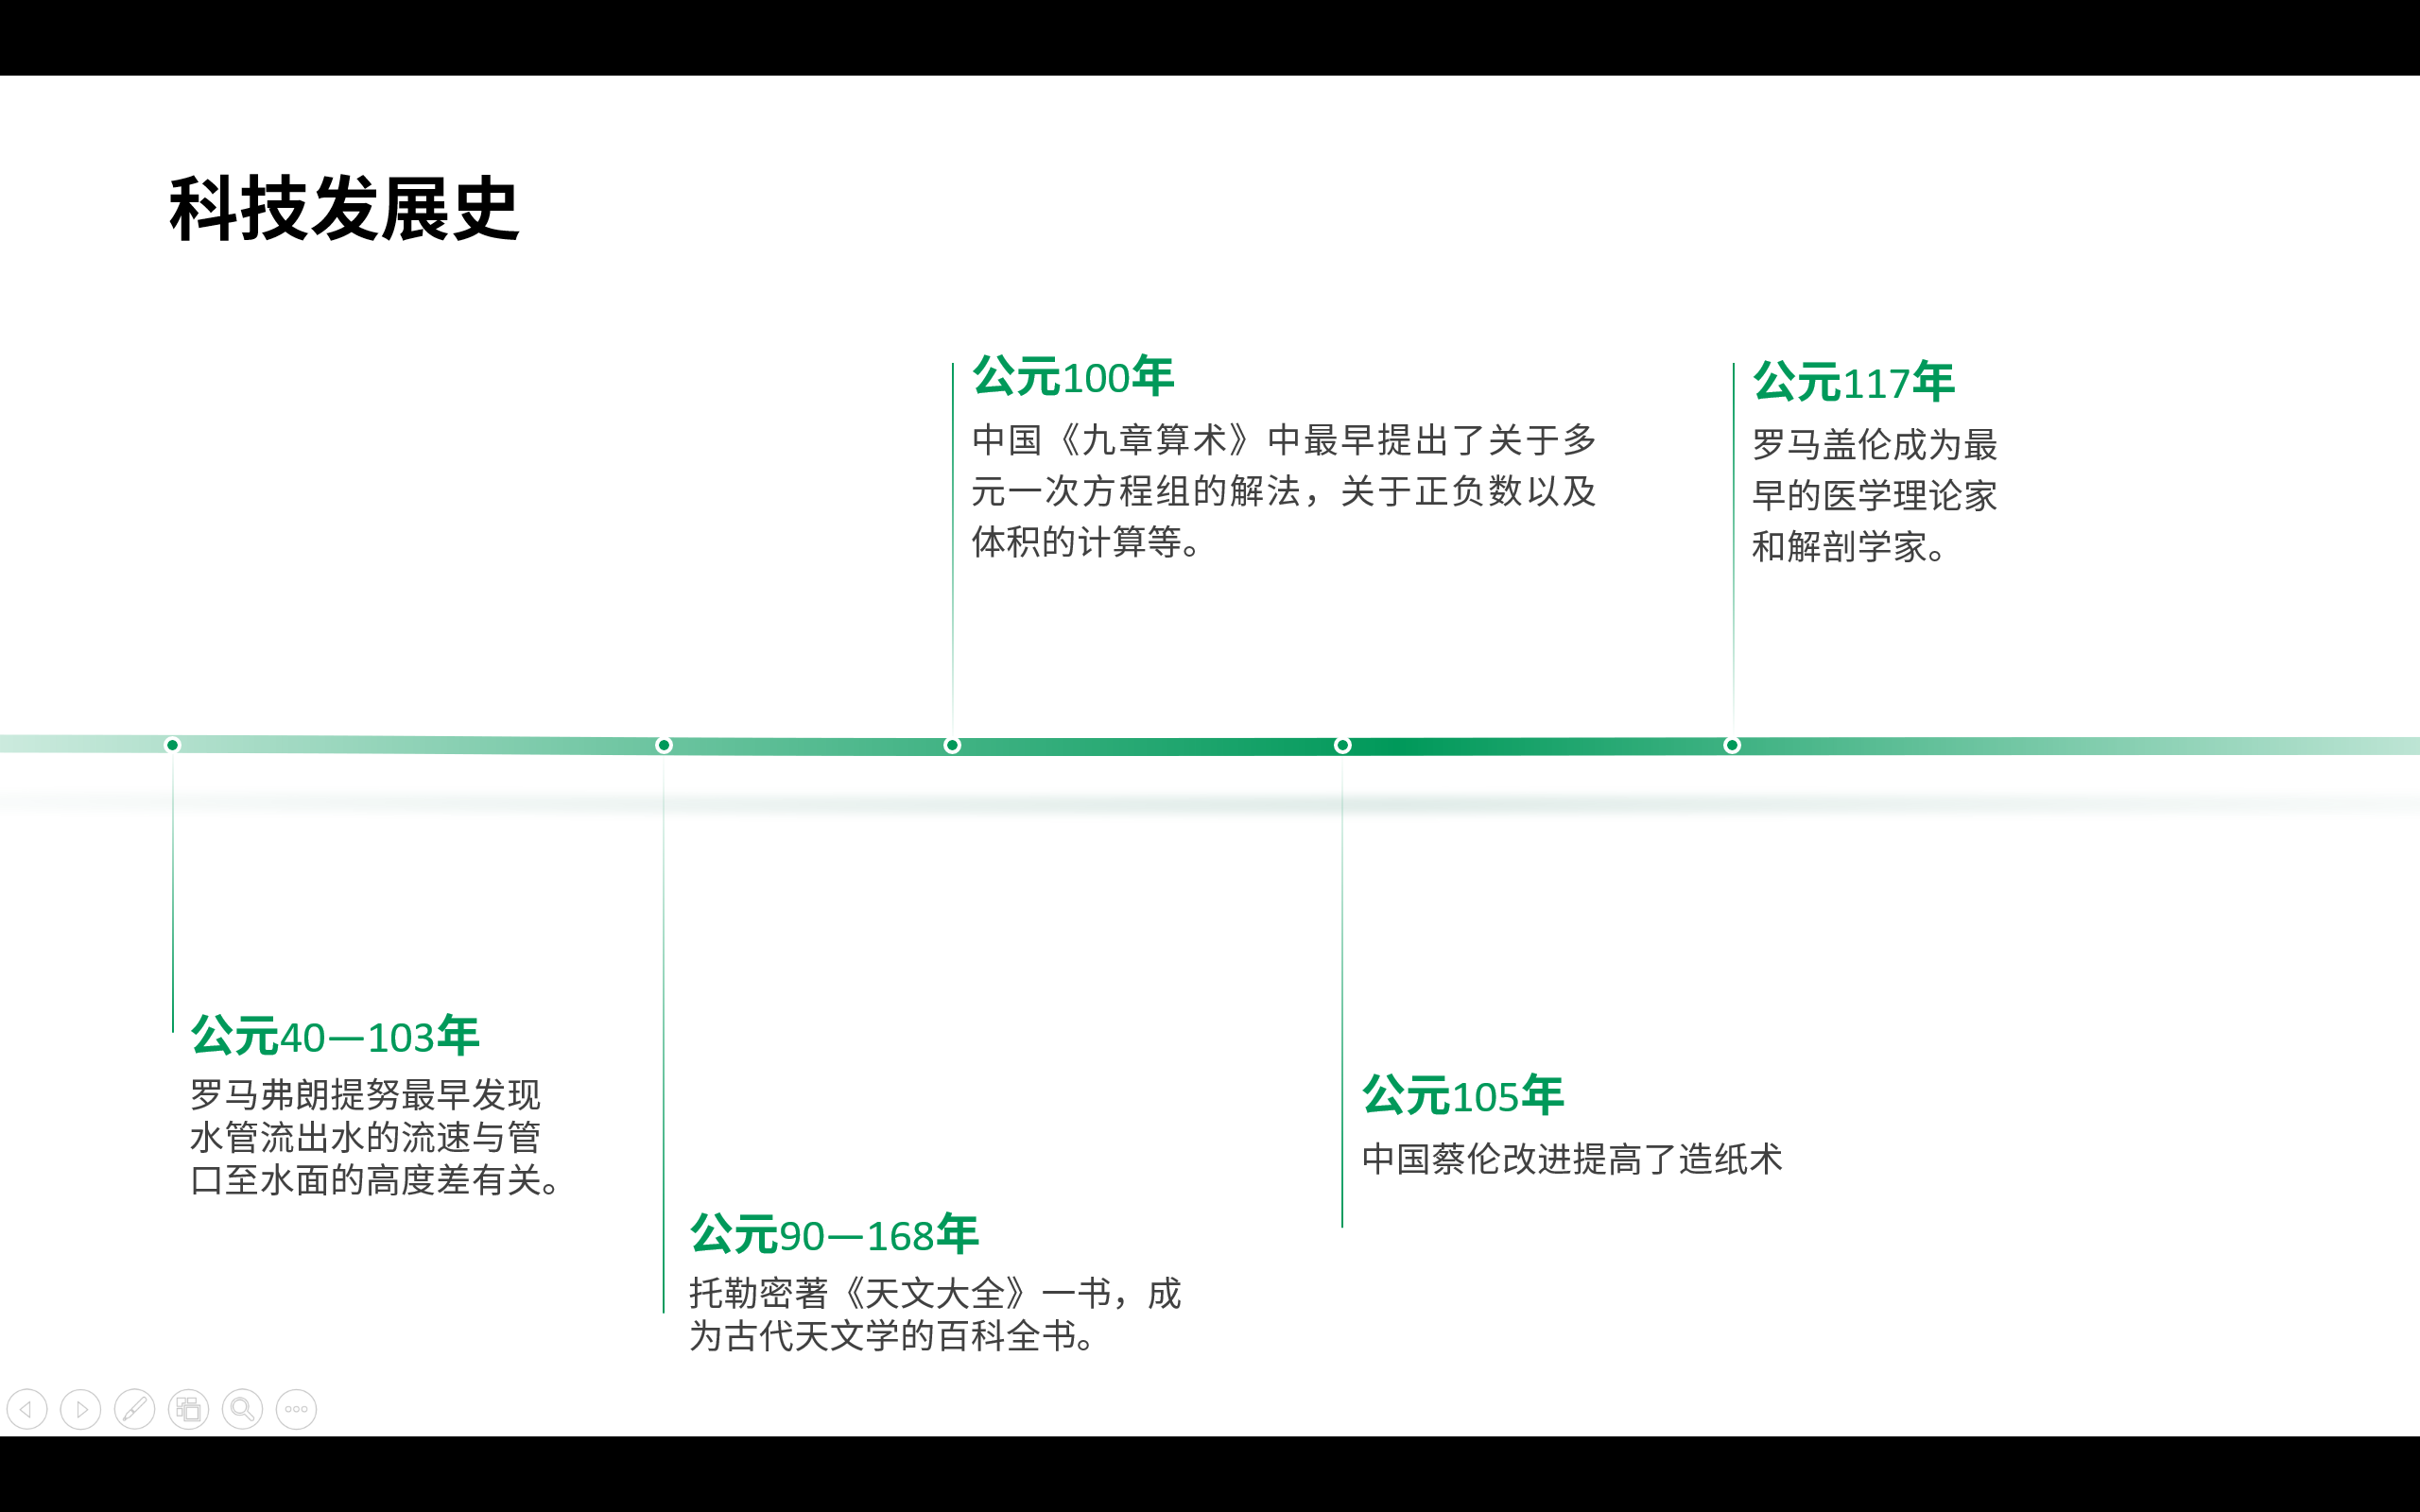 科技发展史
公元100年
中国《九章算术》中最早提出了关于多
元一次方程组的解法，关于正负数以及
体积的计算等。
公元117年
罗马盖伦成为最
早的医学理论家
和解剖学家。
公元40—103年
罗马弗朗提努最早发现
水管流出水的流速与管
口至水面的高度差有关。
公元90—168年
托勒密著《天文大全》一书，成
为古代天文学的百科全书。
公元105年
中国蔡伦改进提高了造纸术